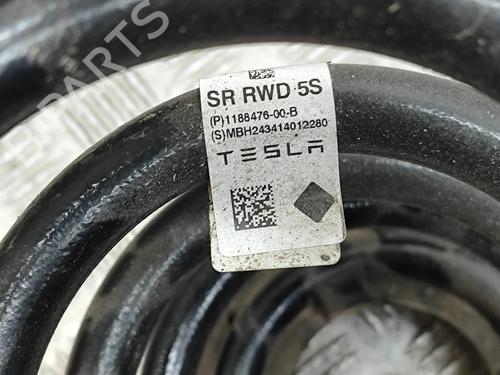 SR RWD 5S
(P)1188476-00-B
(S)MBH243414012280
TESLA